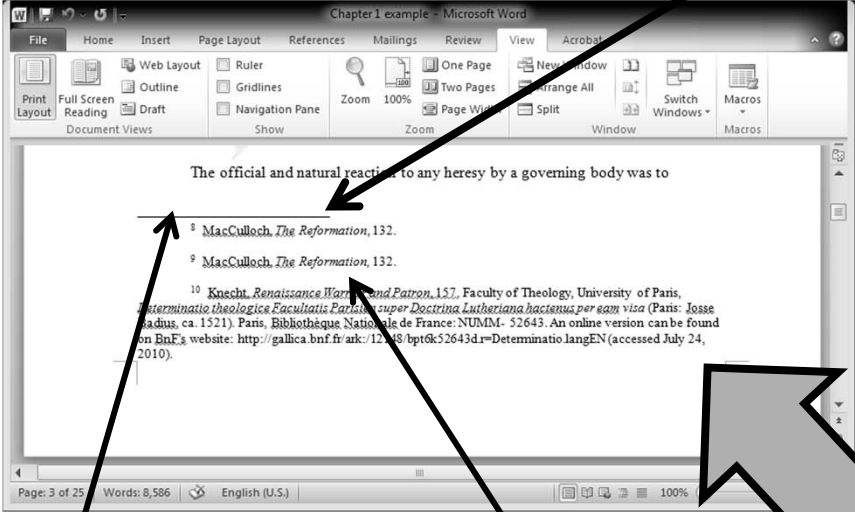 Chapter 1 example - Microsoft Word
File Home Insert Page Layout References Mailings Review View Acrobat
Print Layout
Full Screen Reading
Web Layout
Outline
Draft
Document Views
Ruler
Gridlines
Navigation Pane
Show
Zoom
100%
One Page
Two Pages
Page Width
Zoom
New Window
Arrange All
Split
Switch Windows
Window
Macros
Macros
The official and natural reaction to any heresy by a governing body was to
8 MacCulloch, The Reformation, 132.
9 MacCulloch, The Reformation, 132.
10 Knecht, Renaissance Warrior and Patron, 157. Faculty of Theology, University of Paris,
Determinatio theologice Facultatis Parisien super Doctrina Lutheriana hactenus per eam visa (Paris: Josse
Badius, ca. 1521). Paris, Bibliothèque Nationale de France: NUMM- 52643. An online version can be found
on BnF's website: http://gallica.bnf.fr/ark:/12148/bpt6k52643d.r=Determinatio.langEN (accessed July 24,
2010).
Page: 3 of 25 Words: 8,586 English (U.S.) 100%